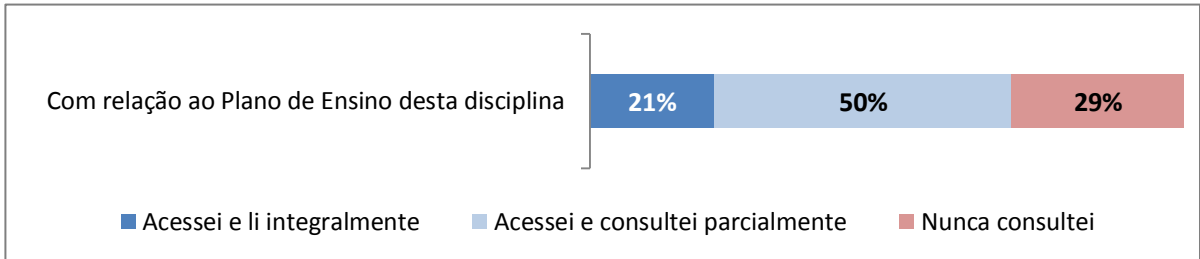 Com relação ao Plano de Ensino desta disciplina
21% 50% 29%
Acessei e li integralmente Acessei e consultei parcialmente Nunca consultei